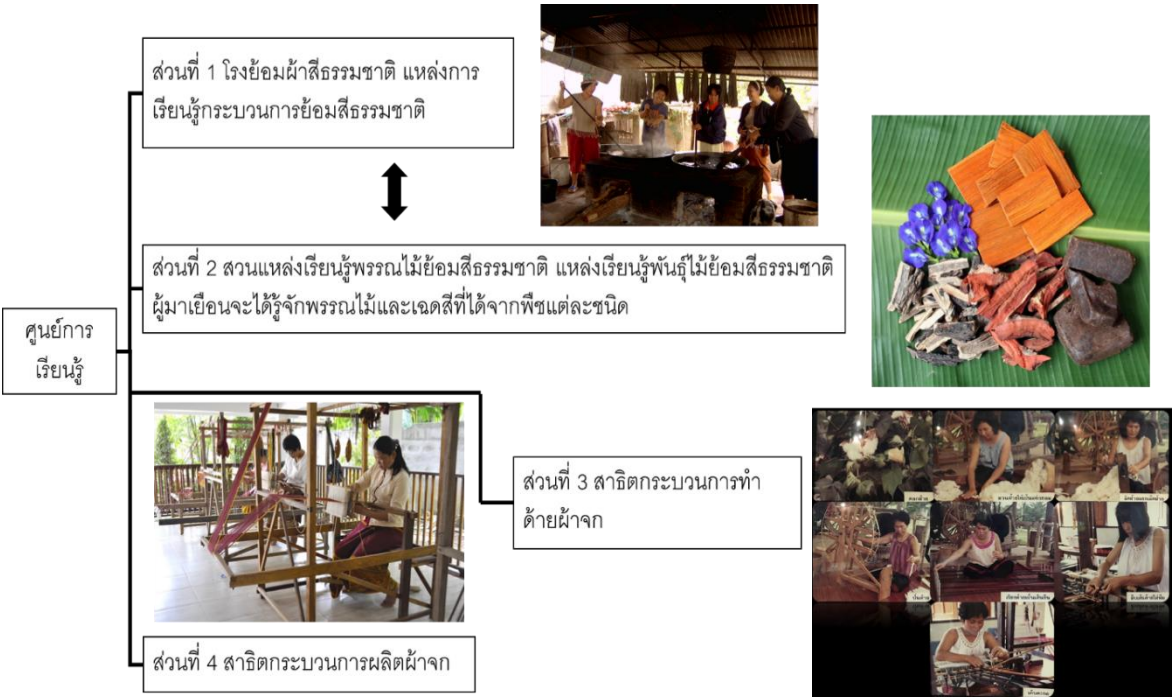 ส่วนที่ 1 โรงย้อมผ้าสีธรรมชาติ แหล่งการ
เรียนรู้กระบวนการย้อมสีธรรมชาติ
ส่วนที่ 2 สวนแหล่งเรียนรู้พรรณไม้ย้อมสีธรรมชาติ แหล่งเรียนรู้พันธุ์ไม้ย้อมสีธรรมชาติ
ผู้มาเยือนจะได้รู้จักพรรณไม้และเฉดสีที่ได้จากพืชแต่ละชนิด
ศูนย์การ
เรียนรู้
ส่วนที่ 3 สาธิตกระบวนการทำ
ด้ายผ้าจก
ส่วนที่ 4 สาธิตกระบวนการผลิตผ้าจก